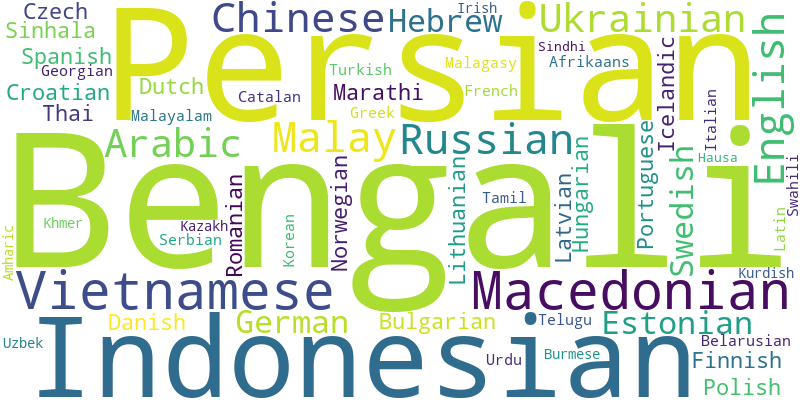 Czech
Chinese
Hebrew
Irish
Ukrainian
Sinhala
Persian
Spanish
Georgian
Croatian
Dutch
Catalan
Turkish
Marathi
Malagasy
French
Sindhi
Afrikaans
Icelandic
Italian
English
Thai
Malayalam
Greek
Arabic
Malay
Russian
Portuguese
Hausa
Swahili
Bengali
Khmer
Kazakh
Serbian
Romanian
Korean
Norwegian
Lithuanian
Tamil
Latvian
Hungarian
Swedish
Latin
Amharic
Vietnamese
Macedonian
Kurdish
Indonesian
Danish
German
Bulgarian
Telugu
Estonian
Uzbek
Urdu
Burmese
Belarusian
Finnish
Polish